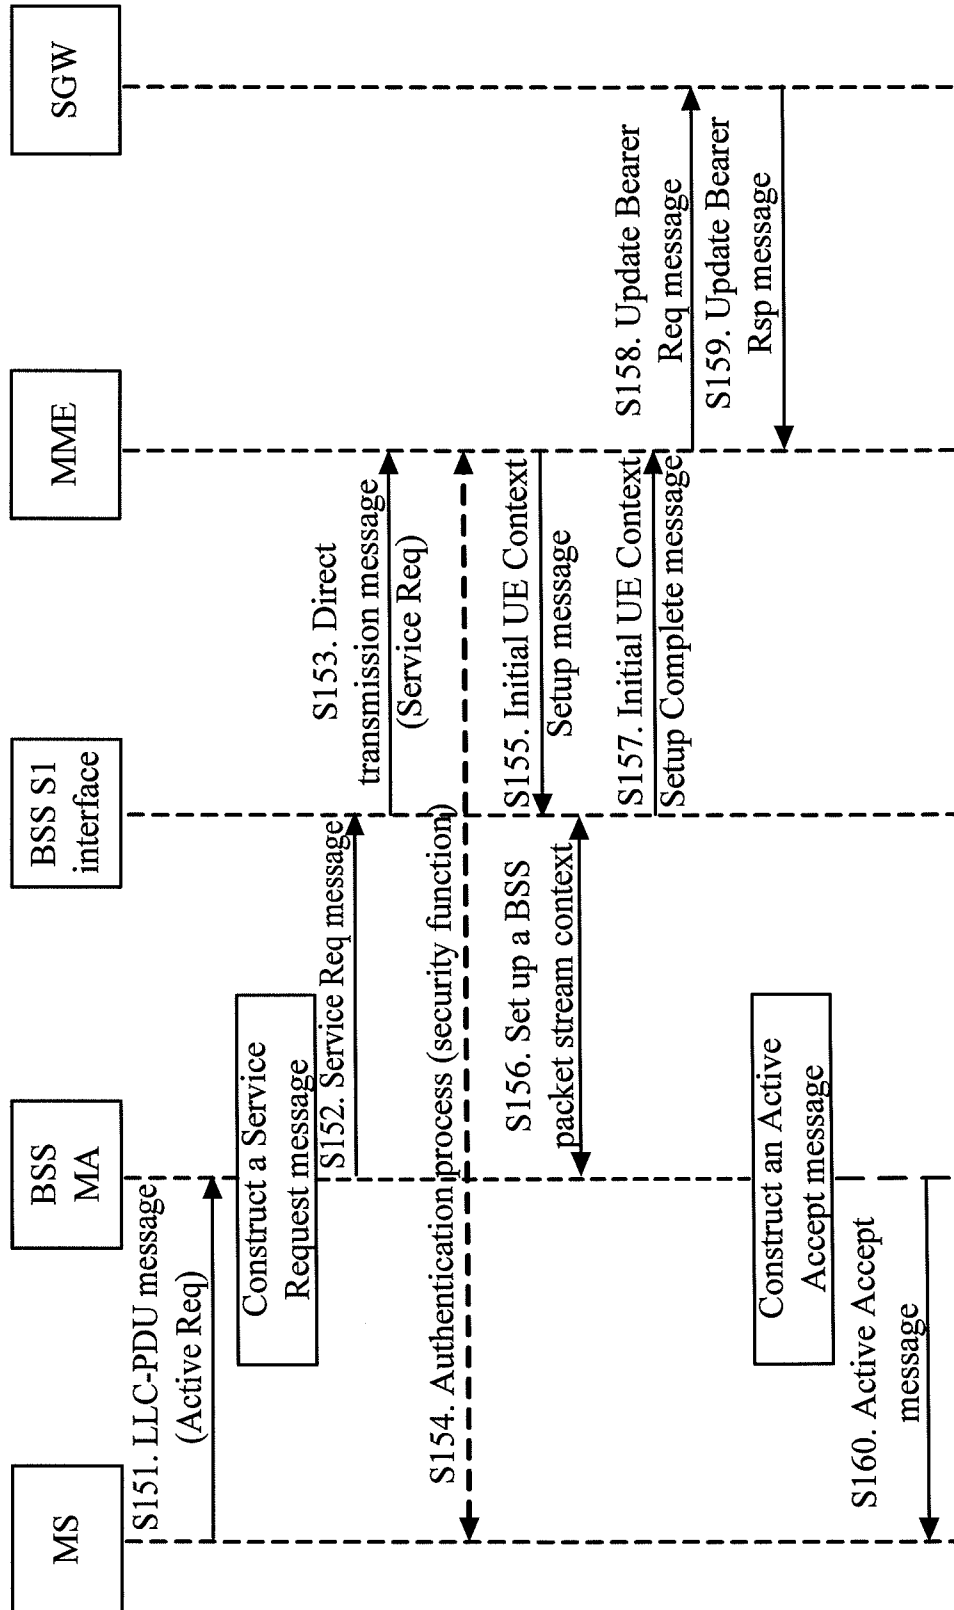 MS
BSS
MA
BSS S1
interface
MME
SGW
S151. LLC-PDU message
(Active Req)
Construct a Service
Request message
S152. Service Req message
S153. Direct
transmission message
(Service Req)
S154. Authentication process (security function)
S155. Initial UE Context
Setup message
S156. Set up a BSS
packet stream context
S157. Initial UE Context
Setup Complete message
S158. Update Bearer
Req message
S159. Update Bearer
Rsp message
Construct an Active
Accept message
S160. Active Accept
message